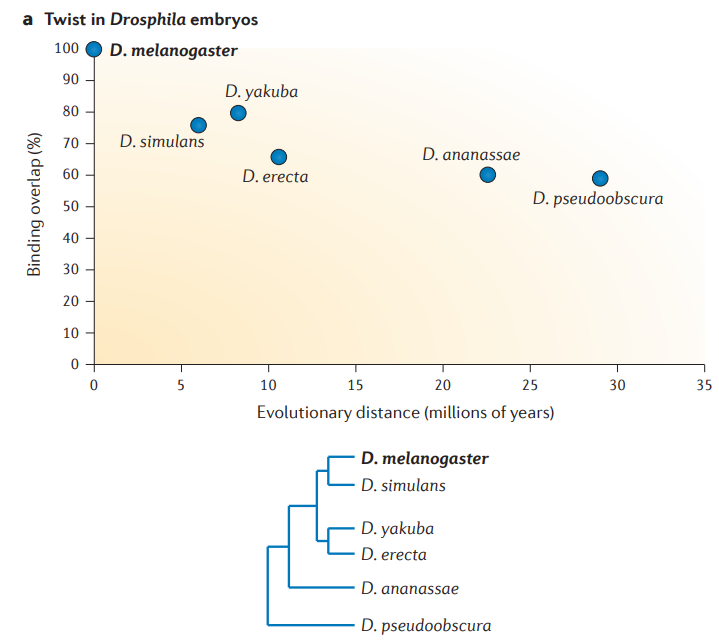 a Twist in Drosphila embryos
100
90
80
70
60
50
40
30
20
10
0
Binding overlap (%)
D. melanogaster
D. yakuba
D. simulans
D. erecta
D. ananassae
D. pseudoobscura
0 5 10 15 20 25 30 35
Evolutionary distance (millions of years)
D. melanogaster
D. simulans
D. yakuba
D. erecta
D. ananassae
D. pseudoobscura